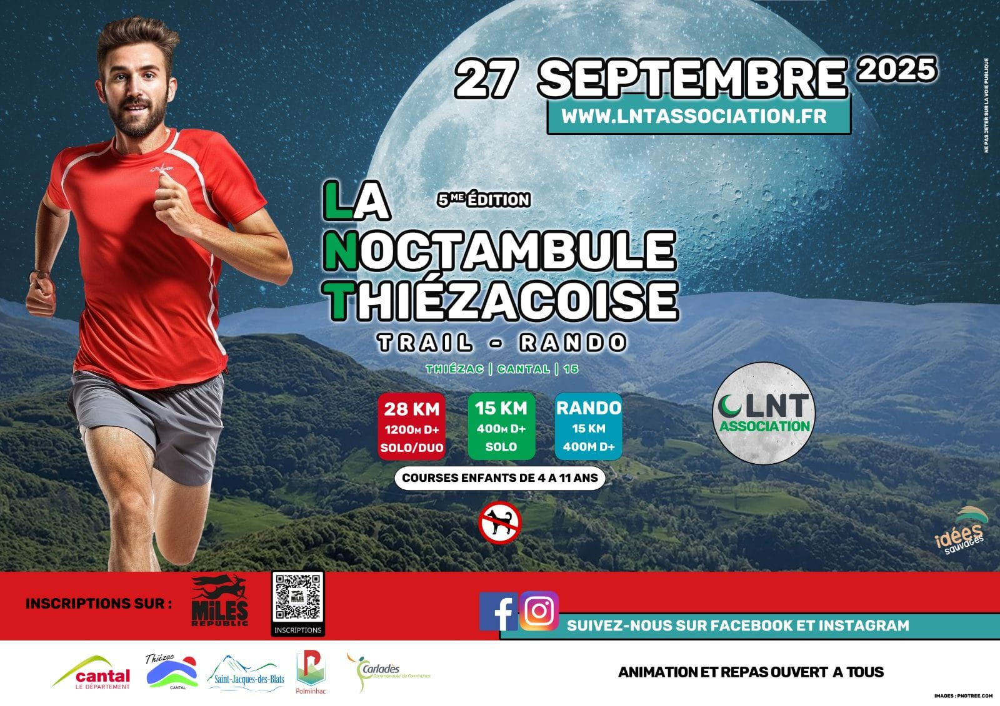 27 SEPTEMBRE 2025
WWW.LNTASSOCIATION.FR
NE PAS JETER SUR LA VOIE PUBLIQUE
LA
5ME ÉDITION
NOCTAMBULE
THIÉZACOISE
TRAIL - RANDO
THIÉZAC | CANTAL | 15
28 KM
1200M D+
SOLO/DUO
15 KM
400M D+
SOLO
RANDO
15 KM
400M D+
LNT
ASSOCIATION
COURSES ENFANTS DE 4 A 11 ANS
idées
sauvages
INSCRIPTIONS SUR :
MiLES
REPUBLIC
MiLES
INSCRIPTIONS
SUIVEZ-NOUS SUR FACEBOOK ET INSTAGRAM
cantal
LE DÉPARTEMENT
Thiézac
CANTAL
Saint-Jacques-des-Blats
Polminhac
Carladès
Communauté de Communes
ANIMATION ET REPAS OUVERT A TOUS
IMAGES : PNGTREE.COM